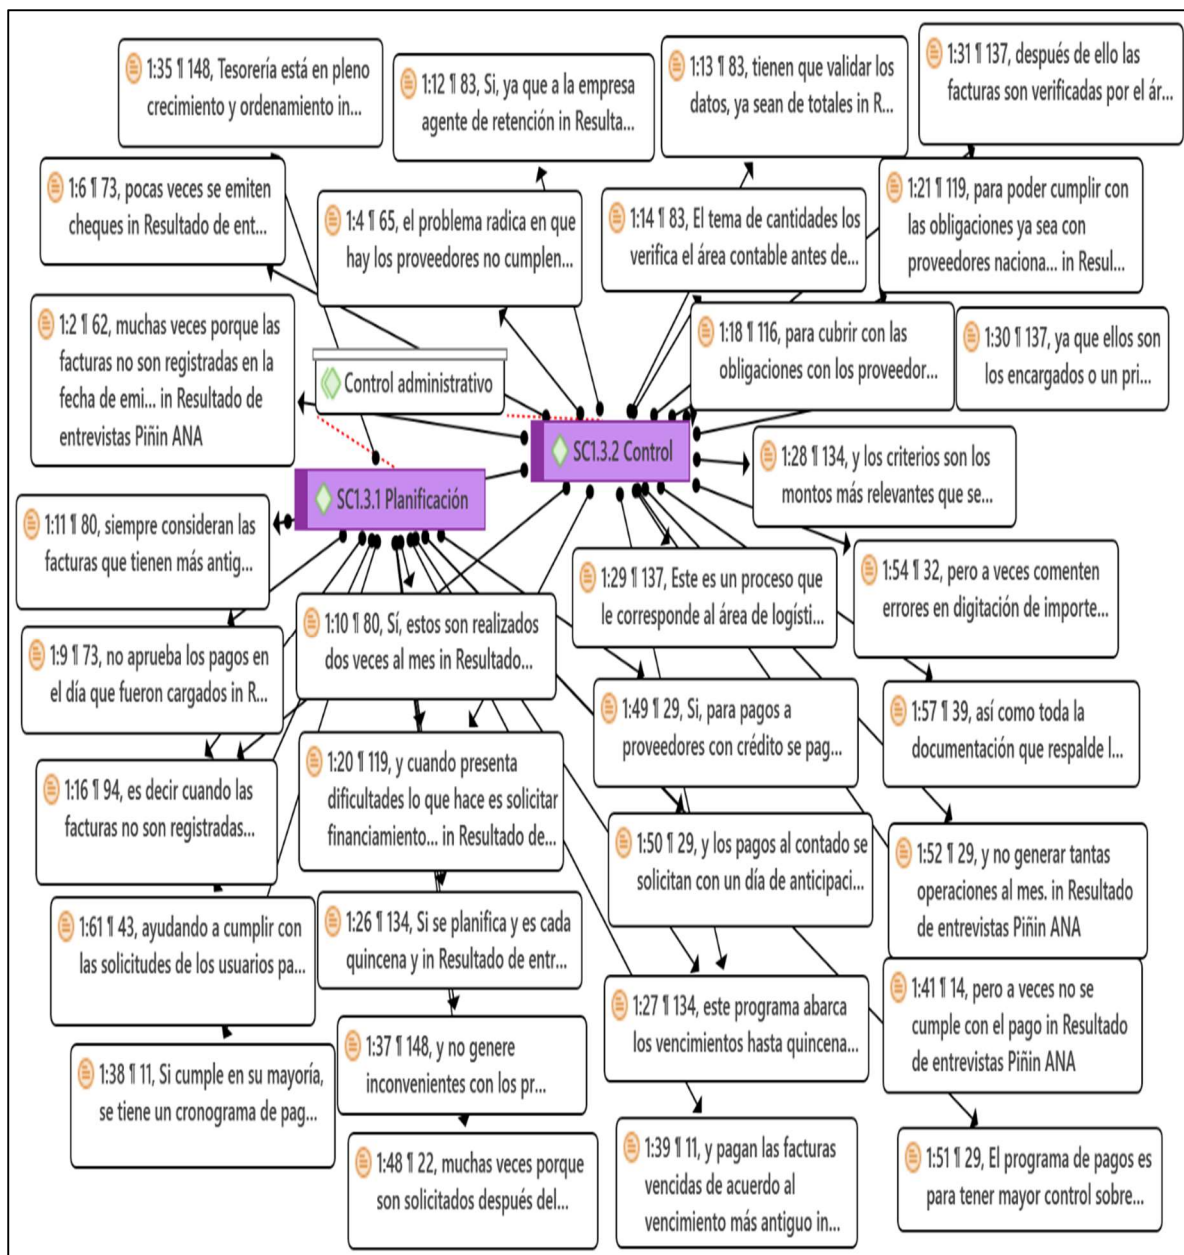 1:35 ¶ 148, Tesorería está en pleno
crecimiento y ordenamiento in...
1:12 ¶ 83, Si, ya que a la empresa
agente de retención in Resulta...
1:13 ¶ 83, tienen que validar los
datos, ya sean de totales in R...
1:31 ¶ 137, después de ello las
facturas son verificadas por el ár...
1:6 ¶ 73, pocas veces se emiten
cheques in Resultado de ent...
1:4 ¶ 65, el problema radica en que
hay los proveedores no cumplen...
1:14 ¶ 83, El tema de cantidades los
verifica el área contable antes de...
1:21 ¶ 119, para poder cumplir con
las obligaciones ya sea con
proveedores naciona... in Resul...
1:2 ¶ 62, muchas veces porque las
facturas no son registradas en la
fecha de emi... in Resultado de
entrevistas Piñin ANA
Control administrativo
1:18 ¶ 116, para cubrir con las
obligaciones con los proveedor...
1:30 ¶ 137, ya que ellos son
los encargados o un pri...
SC1.3.2 Control
SC1.3.1 Planificación
1:28 ¶ 134, y los criterios son los
montos más relevantes que se...
1:11 ¶ 80, siempre consideran las
facturas que tienen más antig...
1:29 ¶ 137, Este es un proceso que
le corresponde al área de logísti...
1:54 ¶ 32, pero a veces comenten
errores en digitación de importe...
1:10 ¶ 80, Sí, estos son realizados
dos veces al mes in Resultado...
1:9 ¶ 73, no aprueba los pagos en
el día que fueron cargados in R...
1:49 ¶ 29, Si, para pagos a
proveedores con crédito se pag...
1:57 ¶ 39, así como toda la
documentación que respalde l...
1:16 ¶ 94, es decir cuando las
facturas no son registradas...
1:20 ¶ 119, y cuando presenta
dificultades lo que hace es solicitar
financiamiento... in Resultado de...
1:50 ¶ 29, y los pagos al contado se
solicitan con un día de anticipaci...
1:52 ¶ 29, y no generar tantas
operaciones al mes. in Resultado
de entrevistas Piñin ANA
1:61 ¶ 43, ayudando a cumplir con
las solicitudes de los usuarios pa...
1:26 ¶ 134, Si se planifica y es cada
quincena y in Resultado de entr...
1:27 ¶ 134, este programa abarca
los vencimientos hasta quincena...
1:41 ¶ 14, pero a veces no se
cumple con el pago in Resultado
de entrevistas Piñin ANA
1:38 ¶ 11, Si cumple en su mayoría,
se tiene un cronograma de pag...
1:37 ¶ 148, y no genere
inconvenientes con los pr...
1:48 ¶ 22, muchas veces porque
son solicitados después del...
1:39 ¶ 11, y pagan las facturas
vencidas de acuerdo al
vencimiento más antiguo in...
1:51 ¶ 29, El programa de pagos es
para tener mayor control sobre...